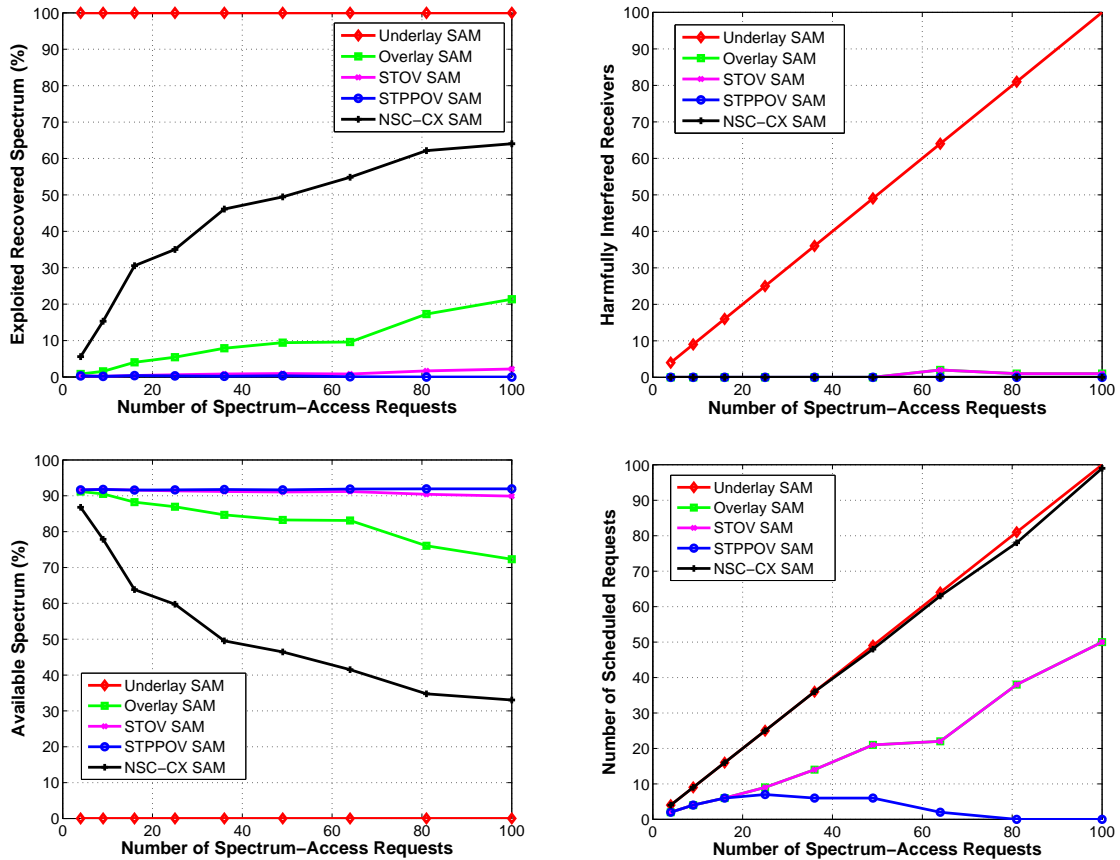 Exploited Recovered Spectrum (%)
100
90
80
70
60
50
40
30
20
10
0
0 20 40 60 80 100
Number of Spectrum−Access Requests
Underlay SAM
Overlay SAM
STOV SAM
STPPOV SAM
NSC−CX SAM
Harmfully Interfered Receivers
100
90
80
70
60
50
40
30
20
10
0
0 20 40 60 80 100
Number of Spectrum−Access Requests
Underlay SAM
Overlay SAM
STOV SAM
STPPOV SAM
NSC−CX SAM
Available Spectrum (%)
100
90
80
70
60
50
40
30
20
10
0
0 20 40 60 80 100
Number of Spectrum−Access Requests
Underlay SAM
Overlay SAM
STOV SAM
STPPOV SAM
NSC−CX SAM
Number of Scheduled Requests
100
90
80
70
60
50
40
30
20
10
0
0 20 40 60 80 100
Number of Spectrum−Access Requests
Underlay SAM
Overlay SAM
STOV SAM
STPPOV SAM
NSC−CX SAM